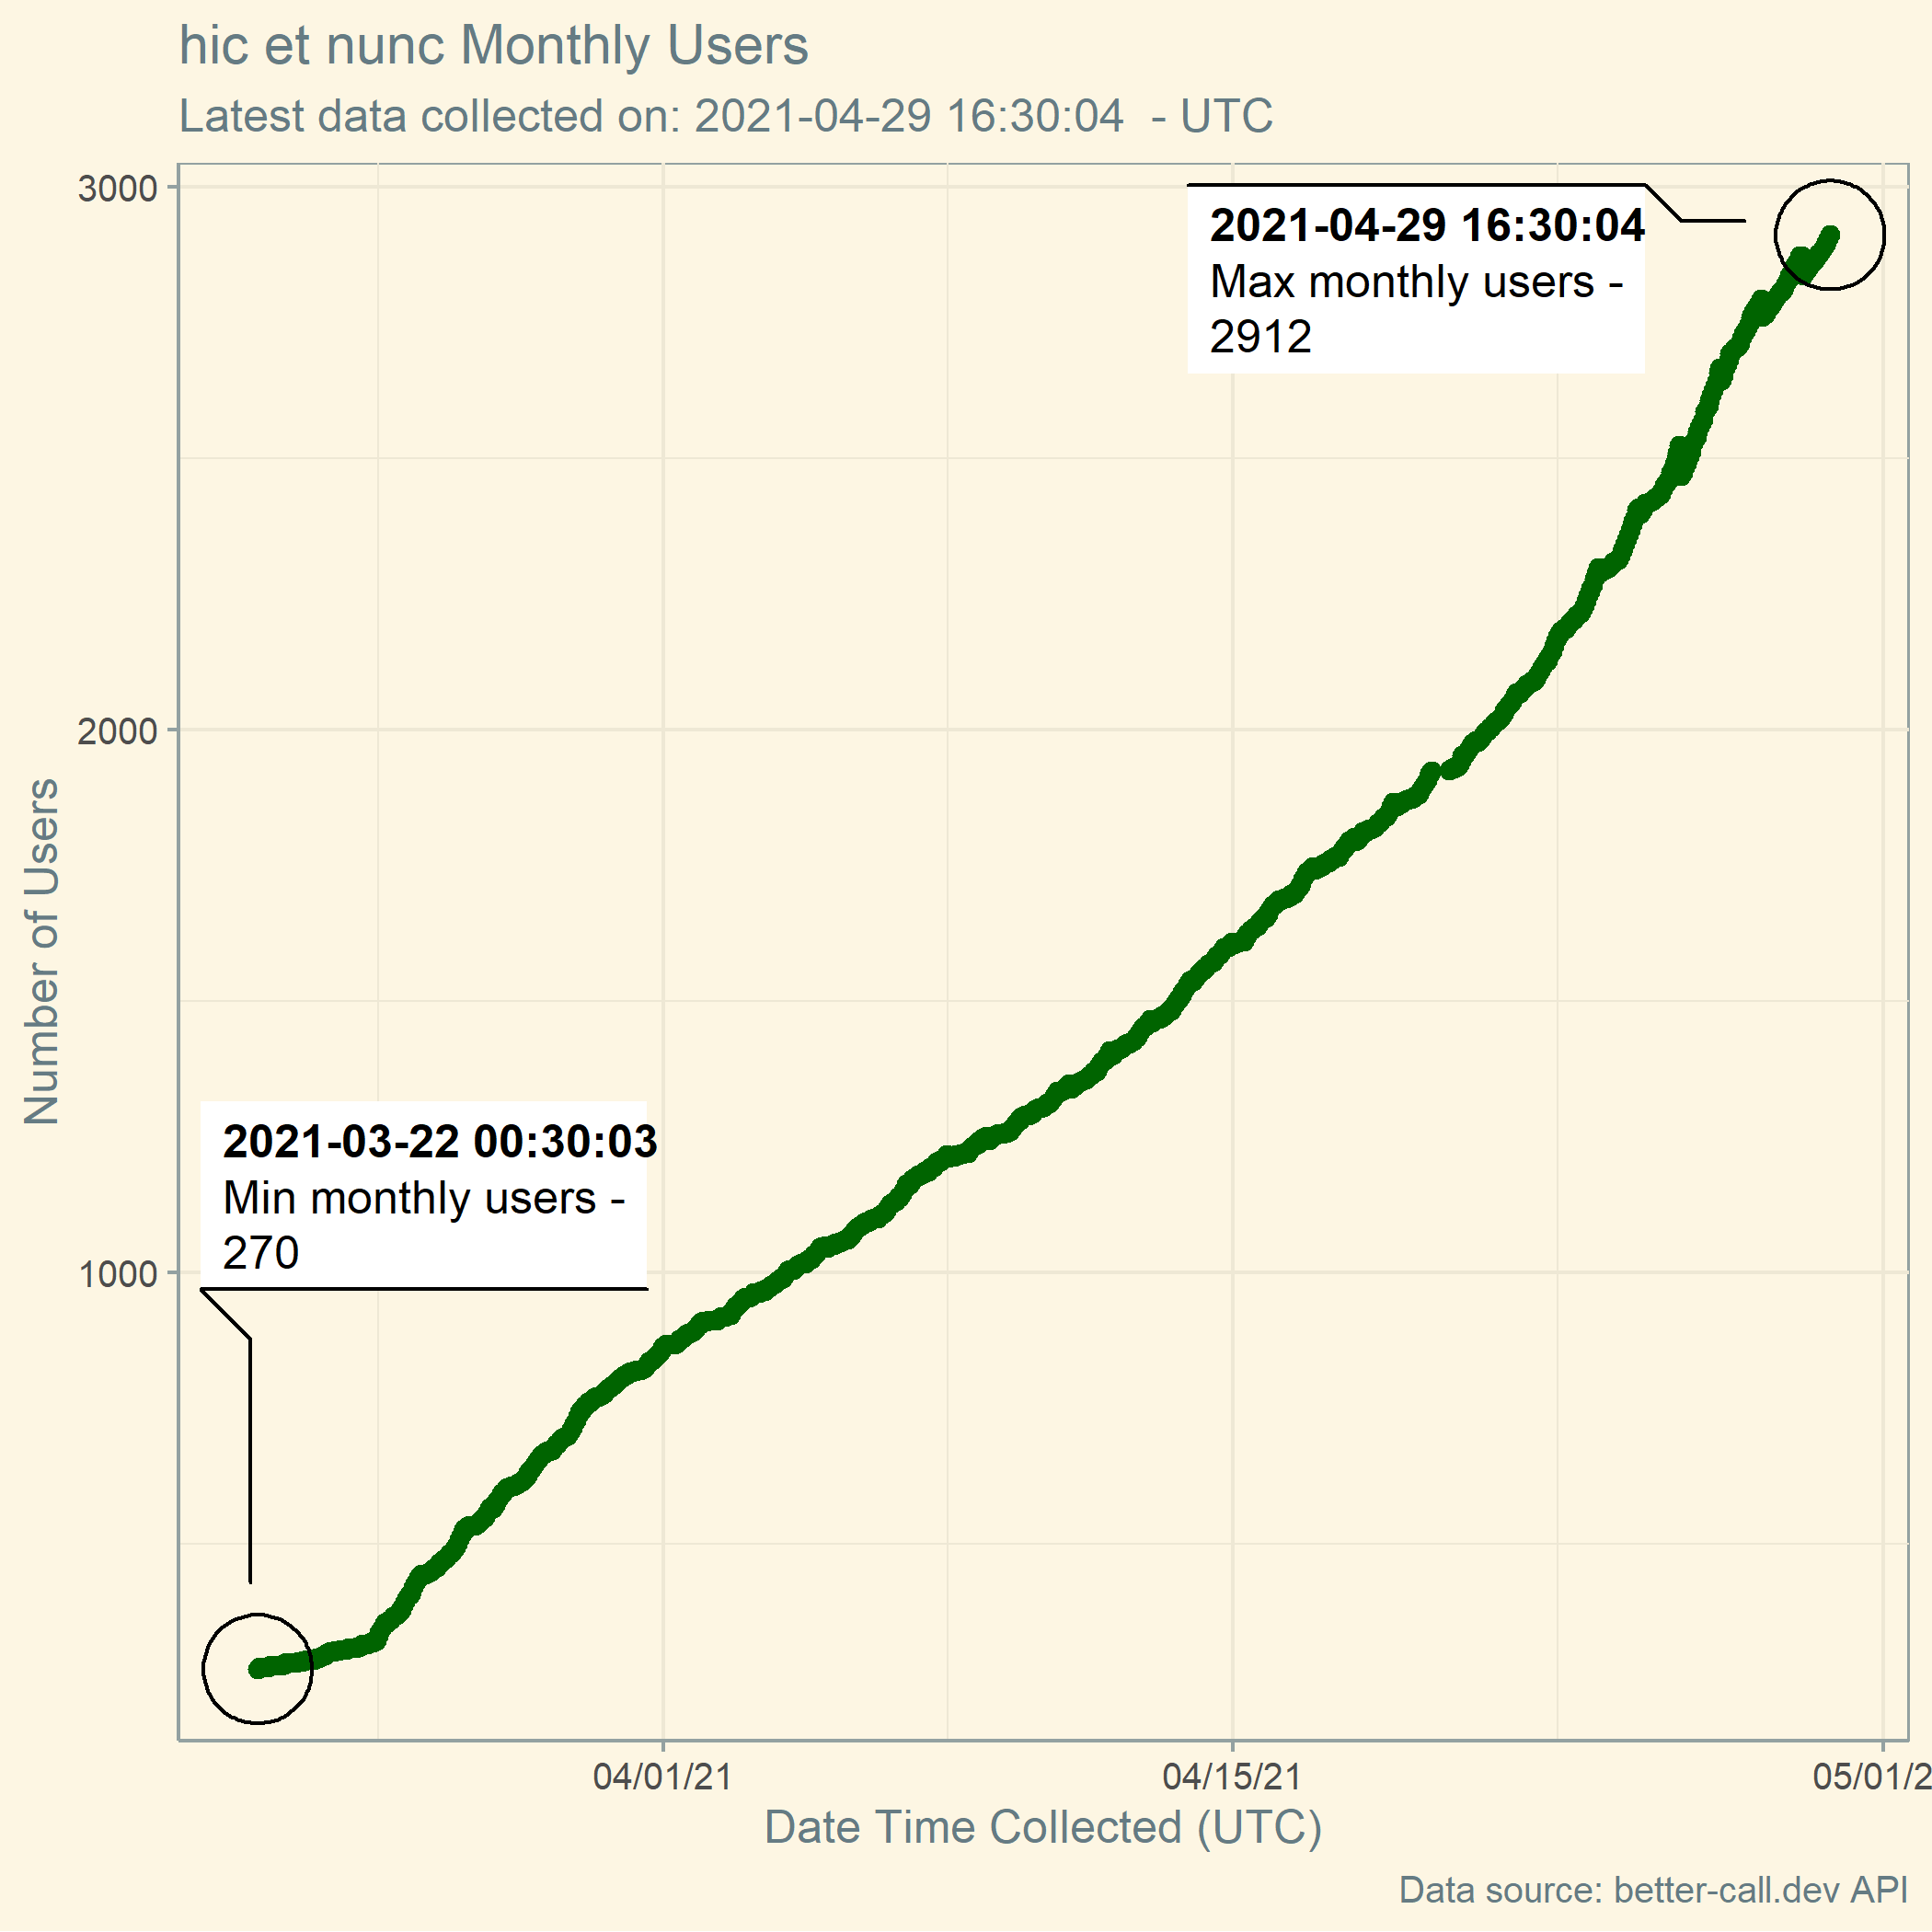 hic et nunc Monthly Users
Latest data collected on: 2021-04-29 16:30:04  - UTC
3000
2021-04-29 16:30:04
Max monthly users -
2912
2000
Number of Users
2021-03-22 00:30:03
Min monthly users -
270
1000
04/01/21
04/15/21
05/01/2
Date Time Collected (UTC)
Data source: better-call.dev API